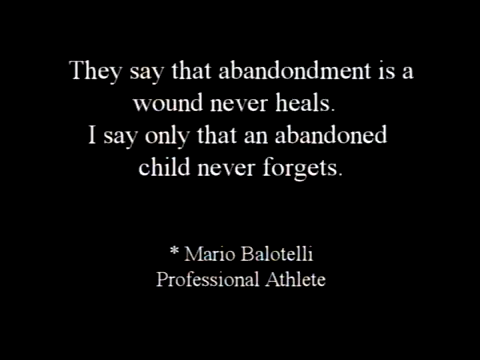 They say that abandondment is a
wound never heals.
I say only that an abandoned
child never forgets.
* Mario Balotelli
Professional Athlete